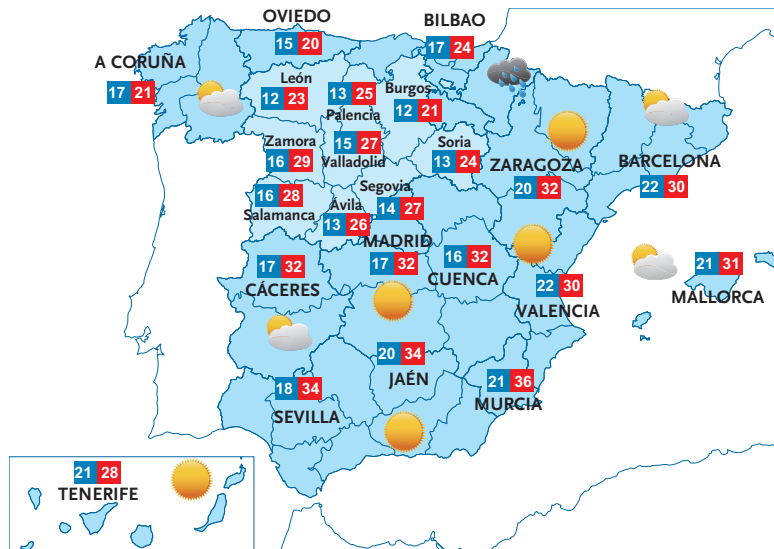 OVIEDO
15 20
BILBAO
17 24
A CORUÑA
17 21
León
12 23
13 25
Palencia
Burgos
12 21
Zamora
16 29
15 27
Valladolid
Soria
13 24
ZARAGOZA
20 32
BARCELONA
22 30
16 28
Salamanca
Ávila
13 26
Segovia
14 27
MADRID
17 32
16 32
CUENCA
17 32
CÁCERES
22 30
VALENCIA
21 31
MALLORCA
20 34
JAÉN
18 34
SEVILLA
21 36
MURCIA
21 28
TENERIFE